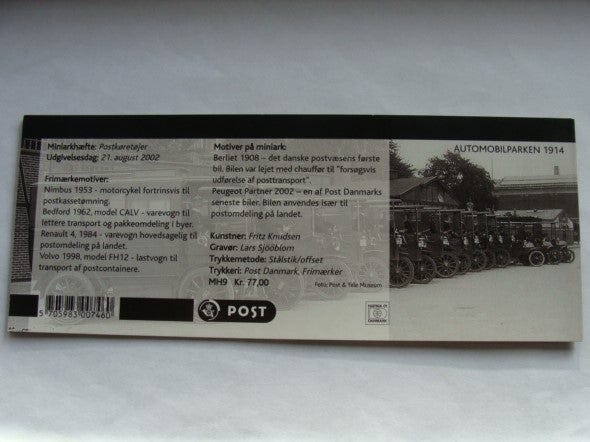 Miniarkhæfte: Postkøretøjer
Udgivelsesdag: 21. august 2002
Frimærkemotiver:
Nimbus 1953 - motorcykel fortrinsvis til
postkassetømning.
Bedford 1962, model CALV - varevogn til
lettere transport og pakkeomdeling i byer.
Renault 4, 1984 - varevogn hovedsagelig til
postomdeling på landet.
Volvo 1998, model FH12 - lastvogn til
transport af postcontainere.
5 705983 007460
Motiver på miniark:
Berliet 1908 – det danske postvæsens første
bil. Bilen var lejet med chauffør til "forsøgsvis
udførelse af posttransport".
Peugeot Partner 2002 – en af Post Danmarks
seneste biler. Bilen anvendes især til
postomdeling på landet.
Kunstner: Fritz Knudsen
Gravør: Lars Sjööblom
Trykkemetode: Stålstik/offset
Trykkeri: Post Danmark, Frimærker
MH9 Kr. 77,00
Foto: Post & Tele Museum
POST
AUTOMOBILPARKEN 1914
DANMARK